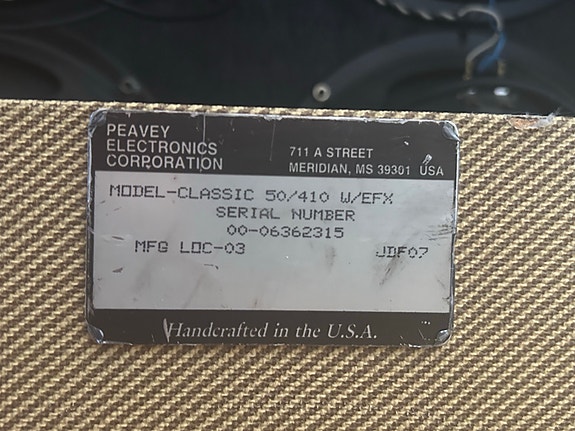 PEAVEY
ELECTRONICS
CORPORATION
711 A STREET
MERIDIAN, MS 39301 USA
MODEL-CLASSIC 50/410 W/EFX
SERIAL NUMBER
00-06362315
MFG LOC-03 JDF07
Handcrafted in the U.S.A.